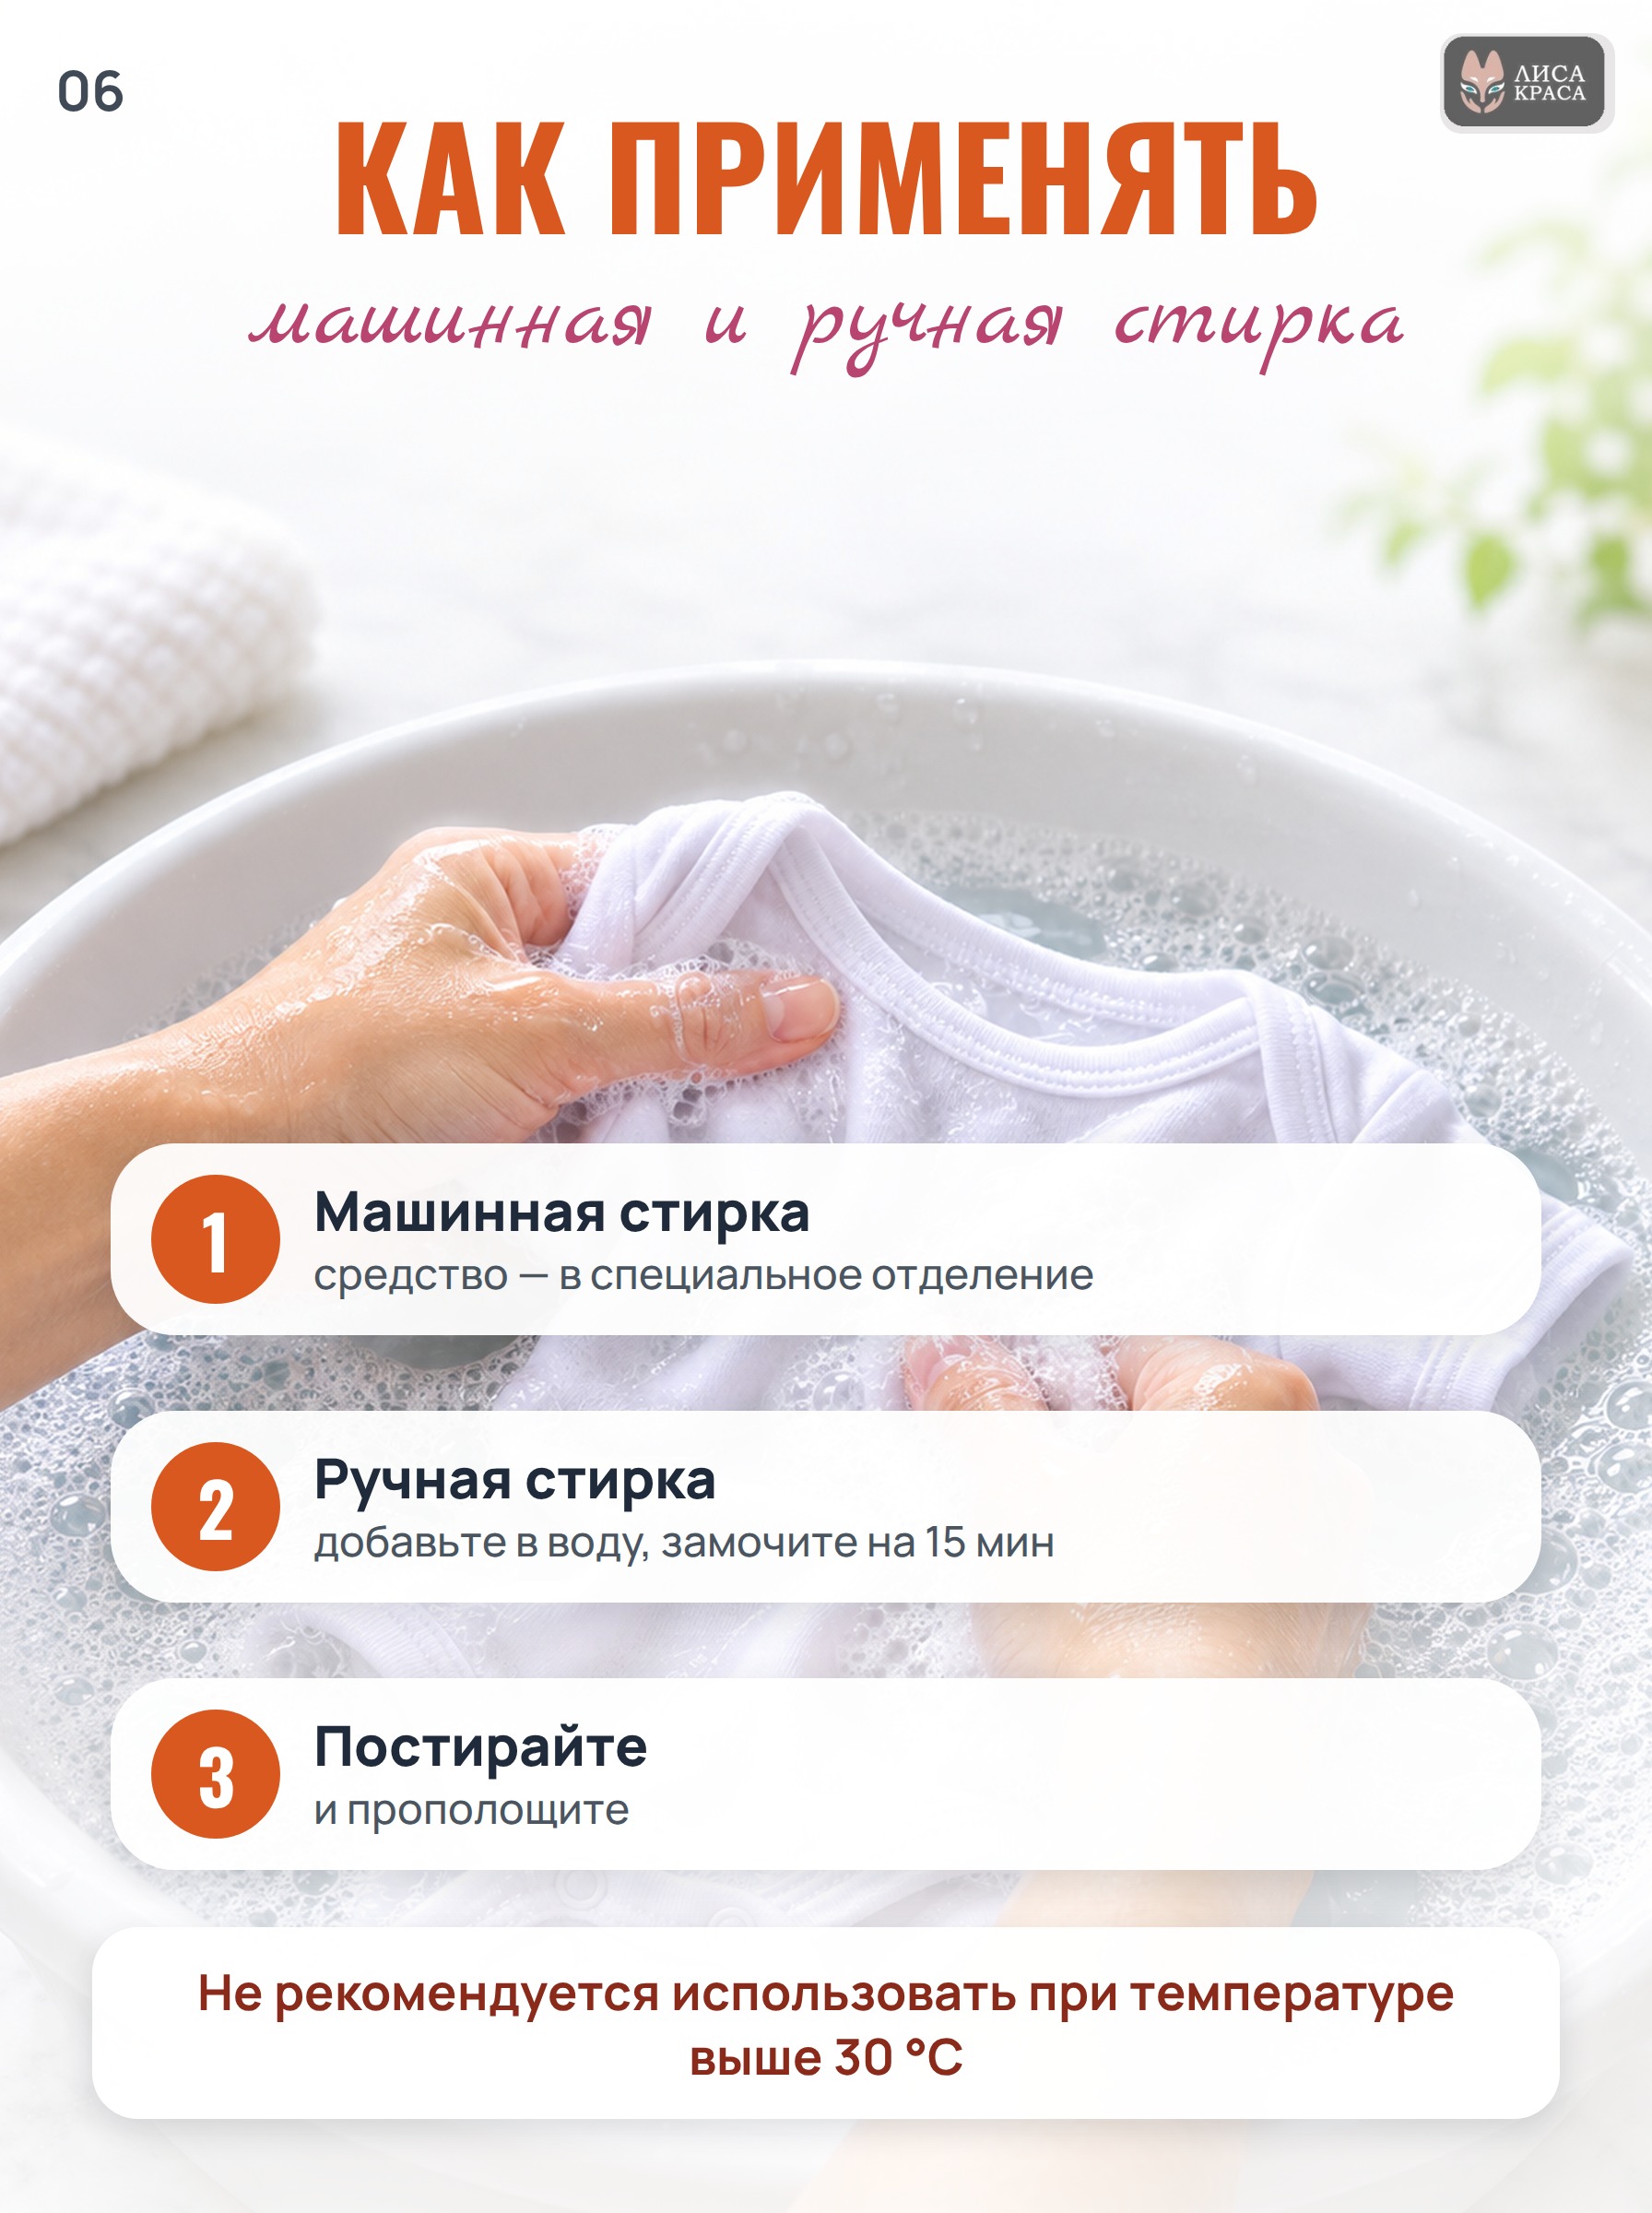 06
ЛИСА
КРАСА
КАК ПРИМЕНЯТЬ
машинная и ручная стирка
1
Машинная стирка
средство — в специальное отделение
2
Ручная стирка
добавьте в воду, замочите на 15 мин
3
Постирайте
и прополощите
Не рекомендуется использовать при температуре
выше 30 °C